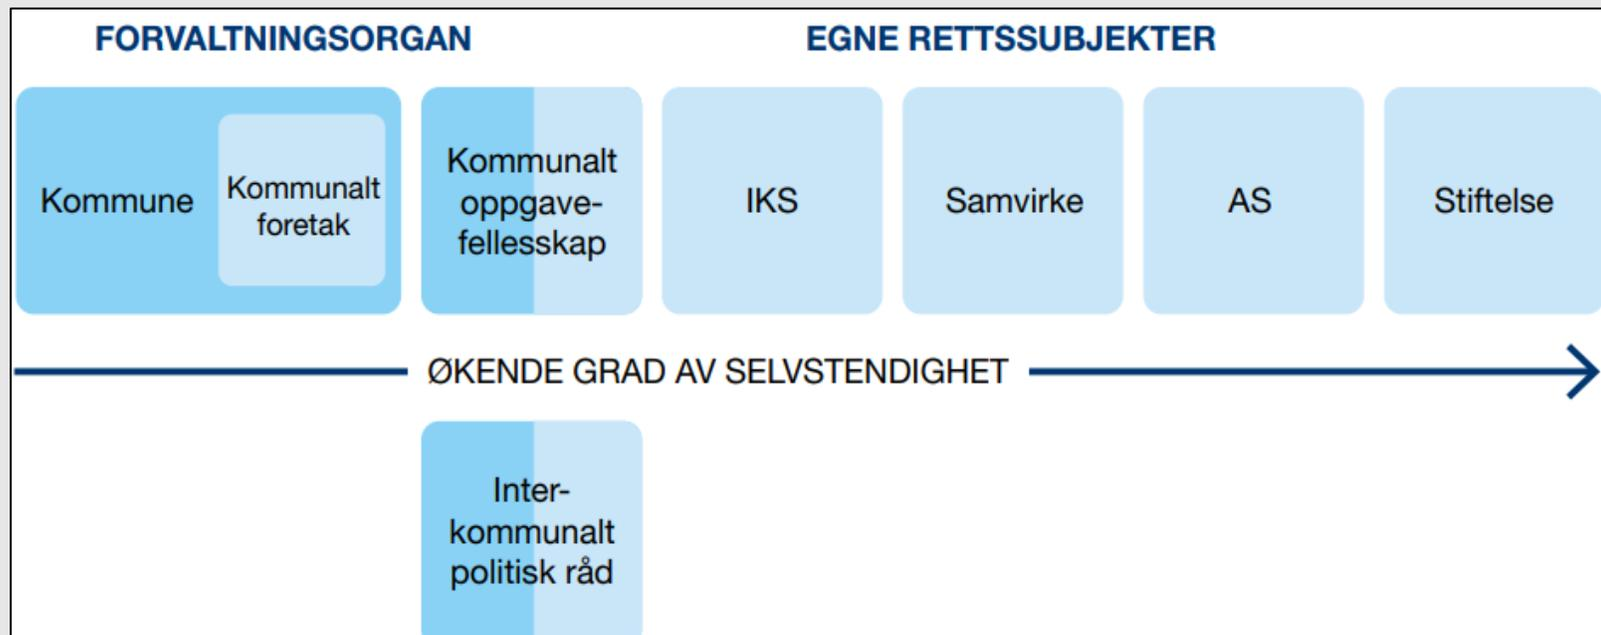 FORVALTNINGSORGAN
EGNE RETTSSUBJEKTER
Kommune
Kommunalt
foretak
Kommunalt
oppgave-
fellesskap
IKS
Samvirke
AS
Stiftelse
ØKENDE GRAD AV SELVSTENDIGHET
Inter-
kommunalt
politisk råd